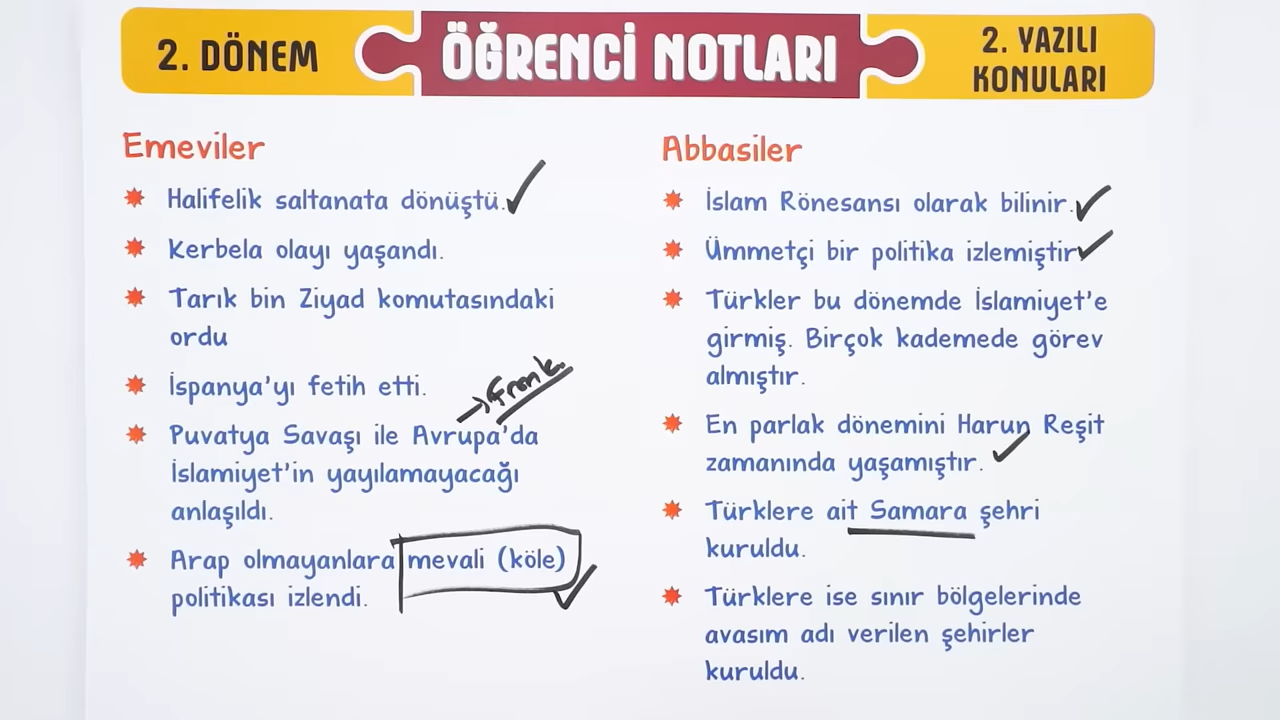 2. DÖNEM
ÖĞRENCİ NOTLARI
2. YAZILI
KONULARI
Emeviler
Halifelik saltanata dönüştü.
Kerbela olayı yaşandı.
Tarık bin Ziyad komutasındaki
ordu
İspanya'yı fetih etti.
→ Frank
Puvatya Savaşı ile Avrupa'da
İslamiyet'in yayılamayacağı
anlaşıldı.
Arap olmayanlara mevali (köle)
politikası izlendi.
Abbasiler
İslam Rönesansı olarak bilinir.
Ümmetçi bir politika izlemiştir
Türkler bu dönemde İslamiyet'e
girmiş. Birçok kademede görev
almıştır.
En parlak dönemini Harun Reşit
zamanında yaşamıştır.
Türklere ait Samara şehri
kuruldu.
Türklere ise sınır bölgelerinde
avasım adı verilen şehirler
kuruldu.